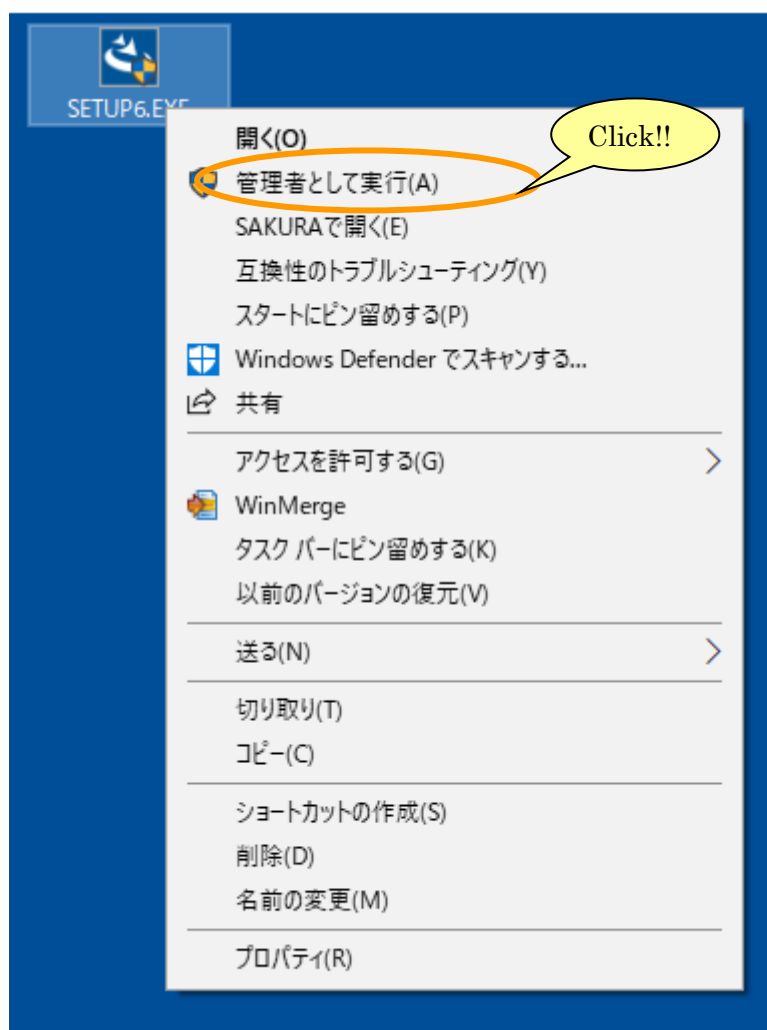 SETUP6.EXE
開く(O)
Click!!
管理者として実行(A)
SAKURAで開く(E)
互換性のトラブルシューティング(Y)
スタートにピン留めする(P)
Windows Defender でスキャンする...
共有
アクセスを許可する(G)
WinMerge
タスク バーにピン留めする(K)
以前のバージョンの復元(V)
送る(N)
切り取り(T)
コピー(C)
ショートカットの作成(S)
削除(D)
名前の変更(M)
プロパティ(R)